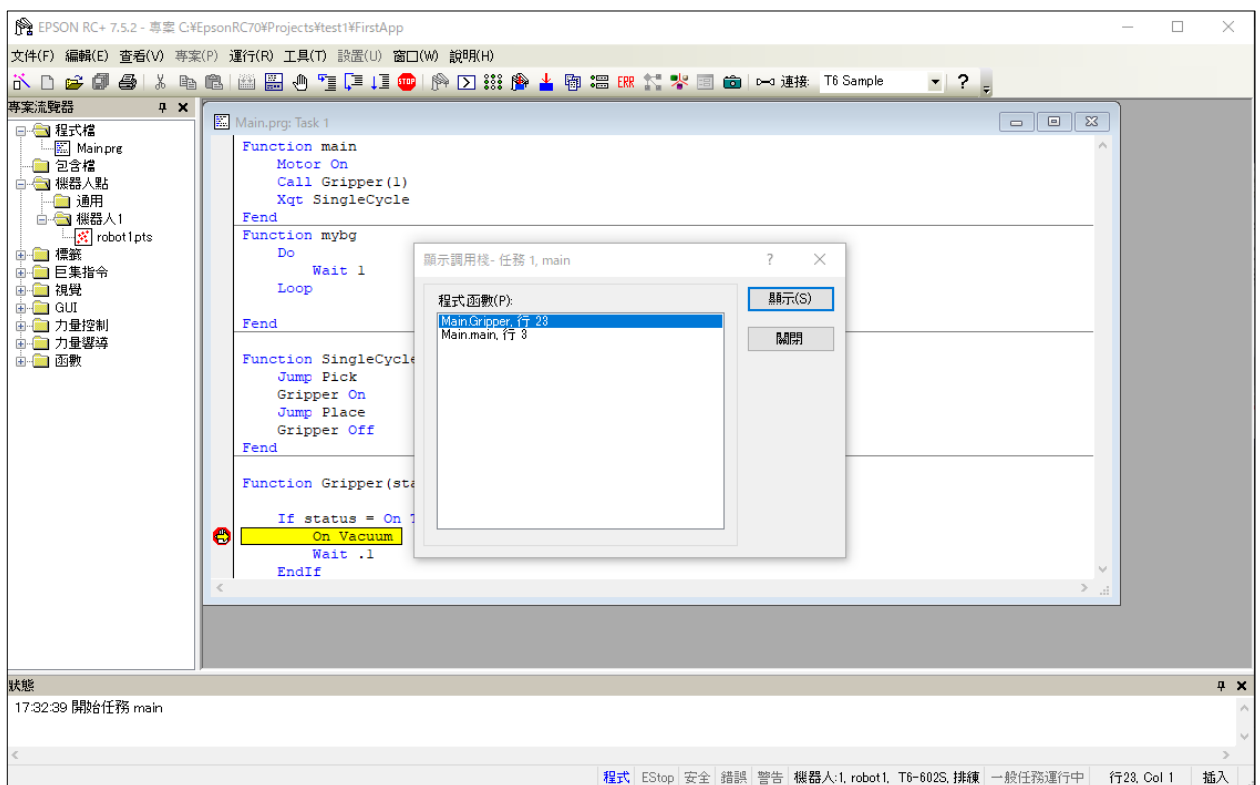 EPSON RC+ 7.5.2 - 專案 C:¥EpsonRC70¥Projects¥test1¥FirstApp
文件(F) 編輯(E) 查看(V) 專案(P) 運行(R) 工具(T) 設置(U) 窗口(W) 說明(H)
STOP ERR 連接: T6 Sample ?
專案流覽器
程式檔
Main.prg
包含檔
機器人點
通用
機器人1
robot1.pts
標籤
巨集指令
視覺
GUI
力量控制
力量響導
函數
Main.prg: Task 1
Function main
Motor On
Call Gripper(1)
Xqt SingleCycle
Fend
Function mybg
Do
Wait 1
Loop
Fend
Function SingleCycle
Jump Pick
Gripper On
Jump Place
Gripper Off
Fend
Function Gripper(sta
If status = On T
On Vacuum
Wait .1
EndIf
顯示調用棧- 任務 1, main
?
程式函數(P):
Main.Gripper, 行 23
Main.main, 行 3
顯示(S)
關閉
狀態
17:32:39 開始任務 main
程式 EStop 安全 錯誤 警告 機器人:1, robot1, T6-602S, 排練 一般任務運行中 行23, Col 1 插入